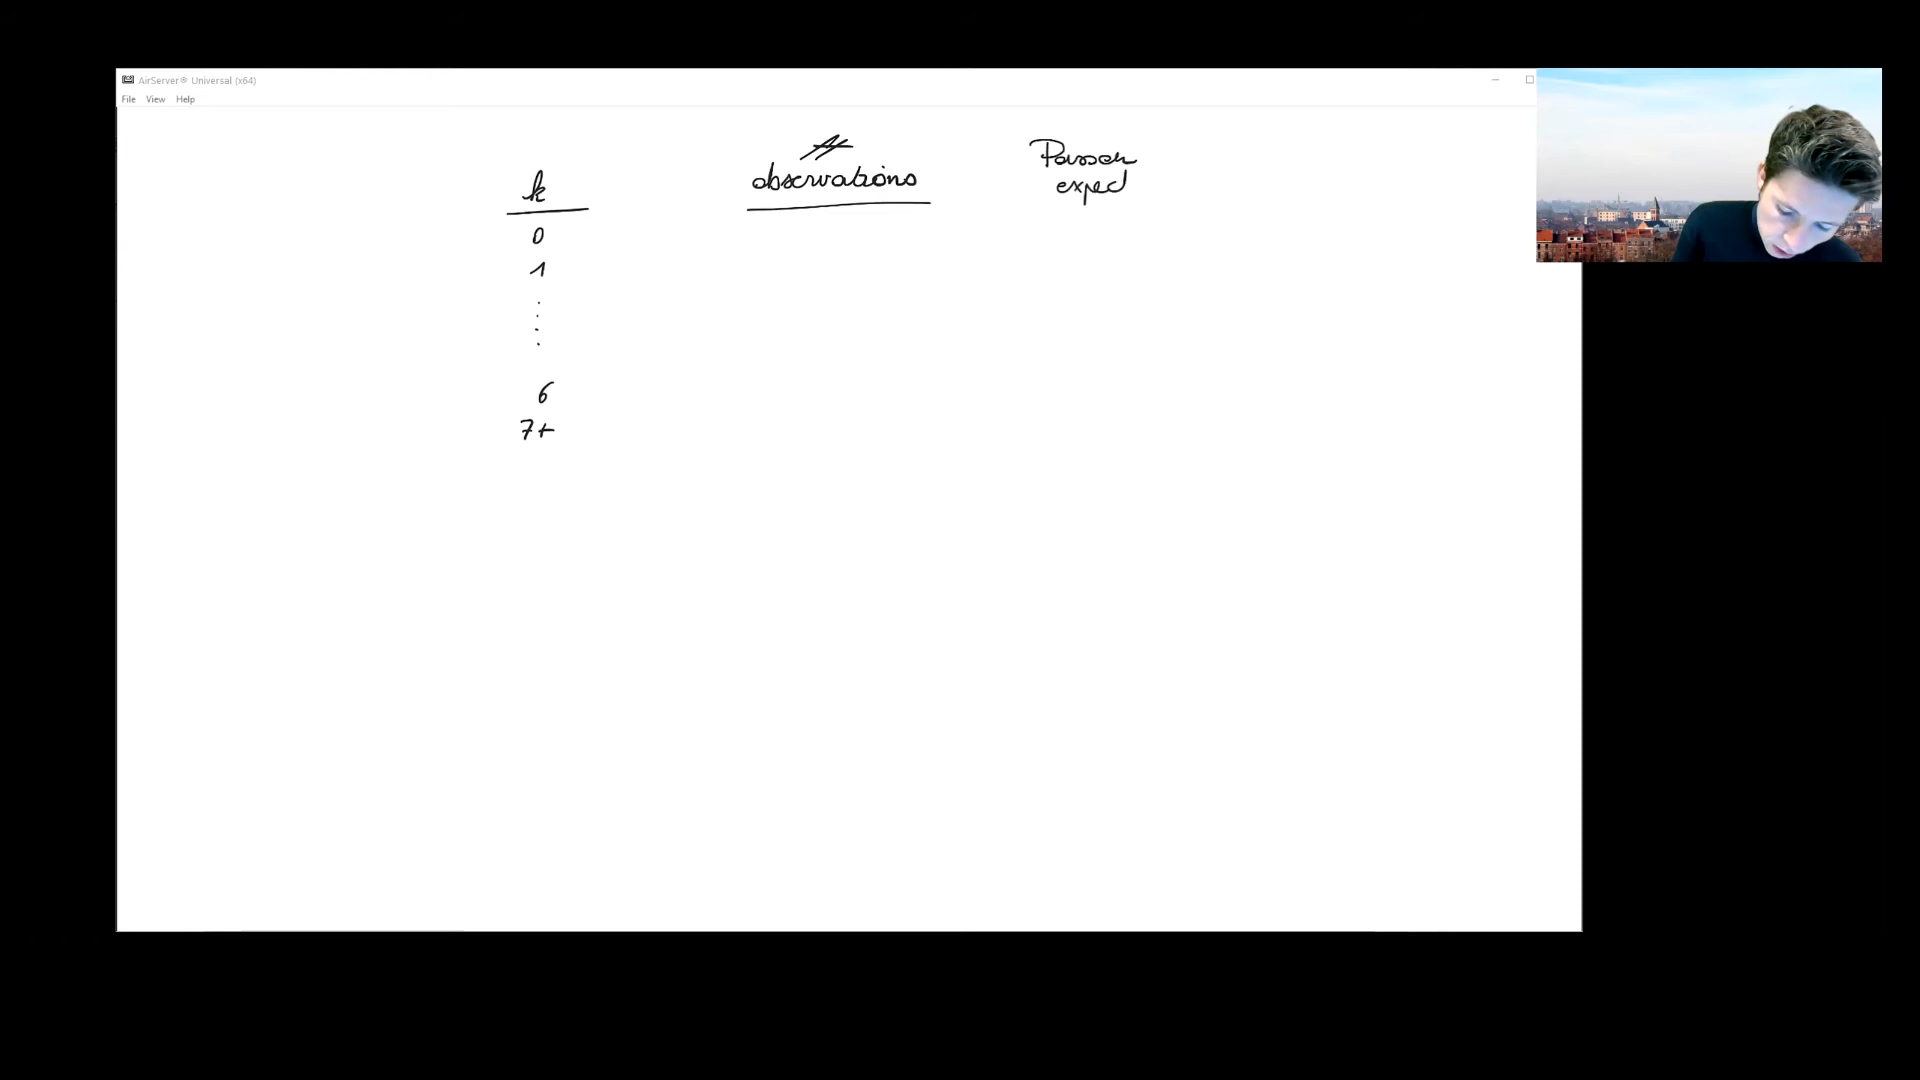 AirServer® Universal (x64)
File View Help
k
#
observations
Poisson
exped
0
1
6
7+